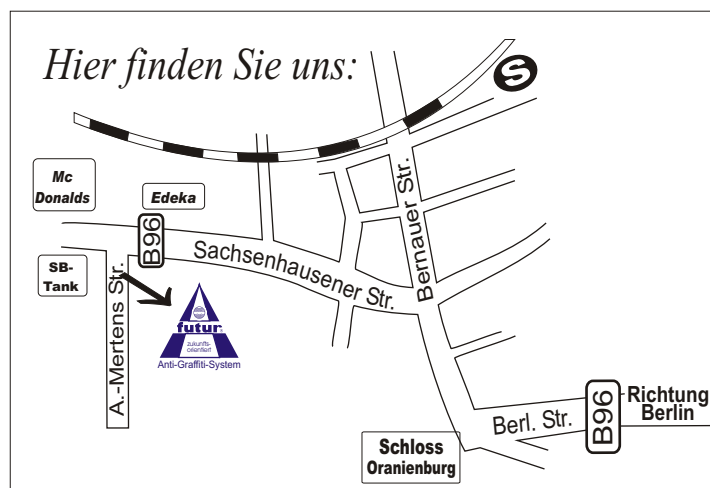 Hier finden Sie uns:
S
Mc
Donalds
Edeka
B96
Sachsenhausener Str.
Bernauer Str.
SB-
Tank
A.-Mertens Str.
futur®
zukunfts-
orientiert
Anti-Graffiti-System
Berl. Str.
B96
Richtung
Berlin
Schloss
Oranienburg